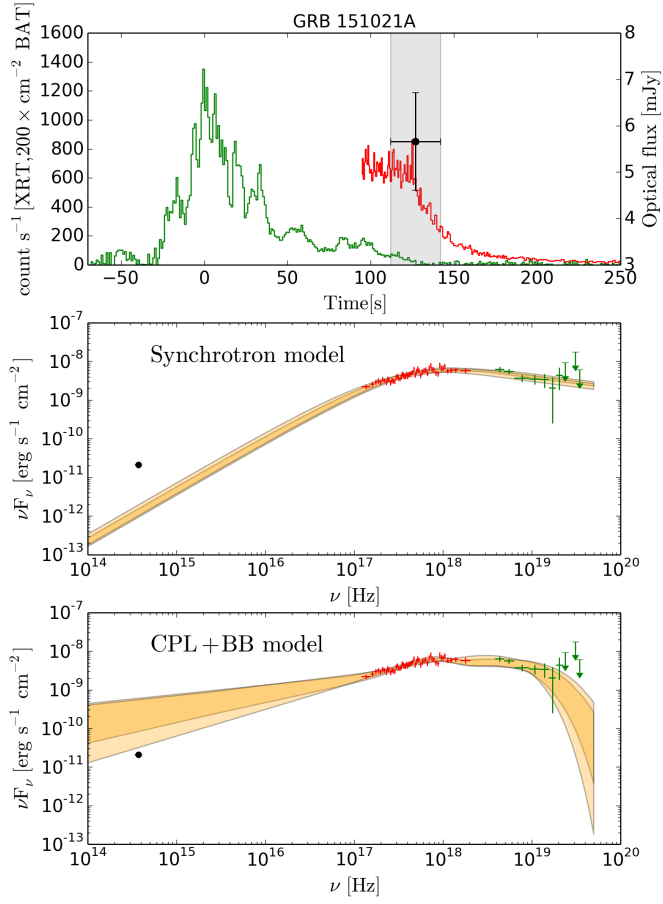 GRB 151021A
1600
1400
1200
1000
800
600
400
200
0
count s⁻¹ [XRT,200 × cm⁻² BAT]
8
7
6
5
4
3
Optical flux [mJy]
−50 0 50 100 150 200 250
Time[s]
Synchrotron model
10⁻⁷
10⁻⁸
10⁻⁹
10⁻¹⁰
10⁻¹¹
10⁻¹²
10⁻¹³
νFν [erg s⁻¹ cm⁻²]
10¹⁴ 10¹⁵ 10¹⁶ 10¹⁷ 10¹⁸ 10¹⁹ 10²⁰
ν [Hz]
CPL+BB model
10⁻⁷
10⁻⁸
10⁻⁹
10⁻¹⁰
10⁻¹¹
10⁻¹²
10⁻¹³
νFν [erg s⁻¹ cm⁻²]
10¹⁴ 10¹⁵ 10¹⁶ 10¹⁷ 10¹⁸ 10¹⁹ 10²⁰
ν [Hz]